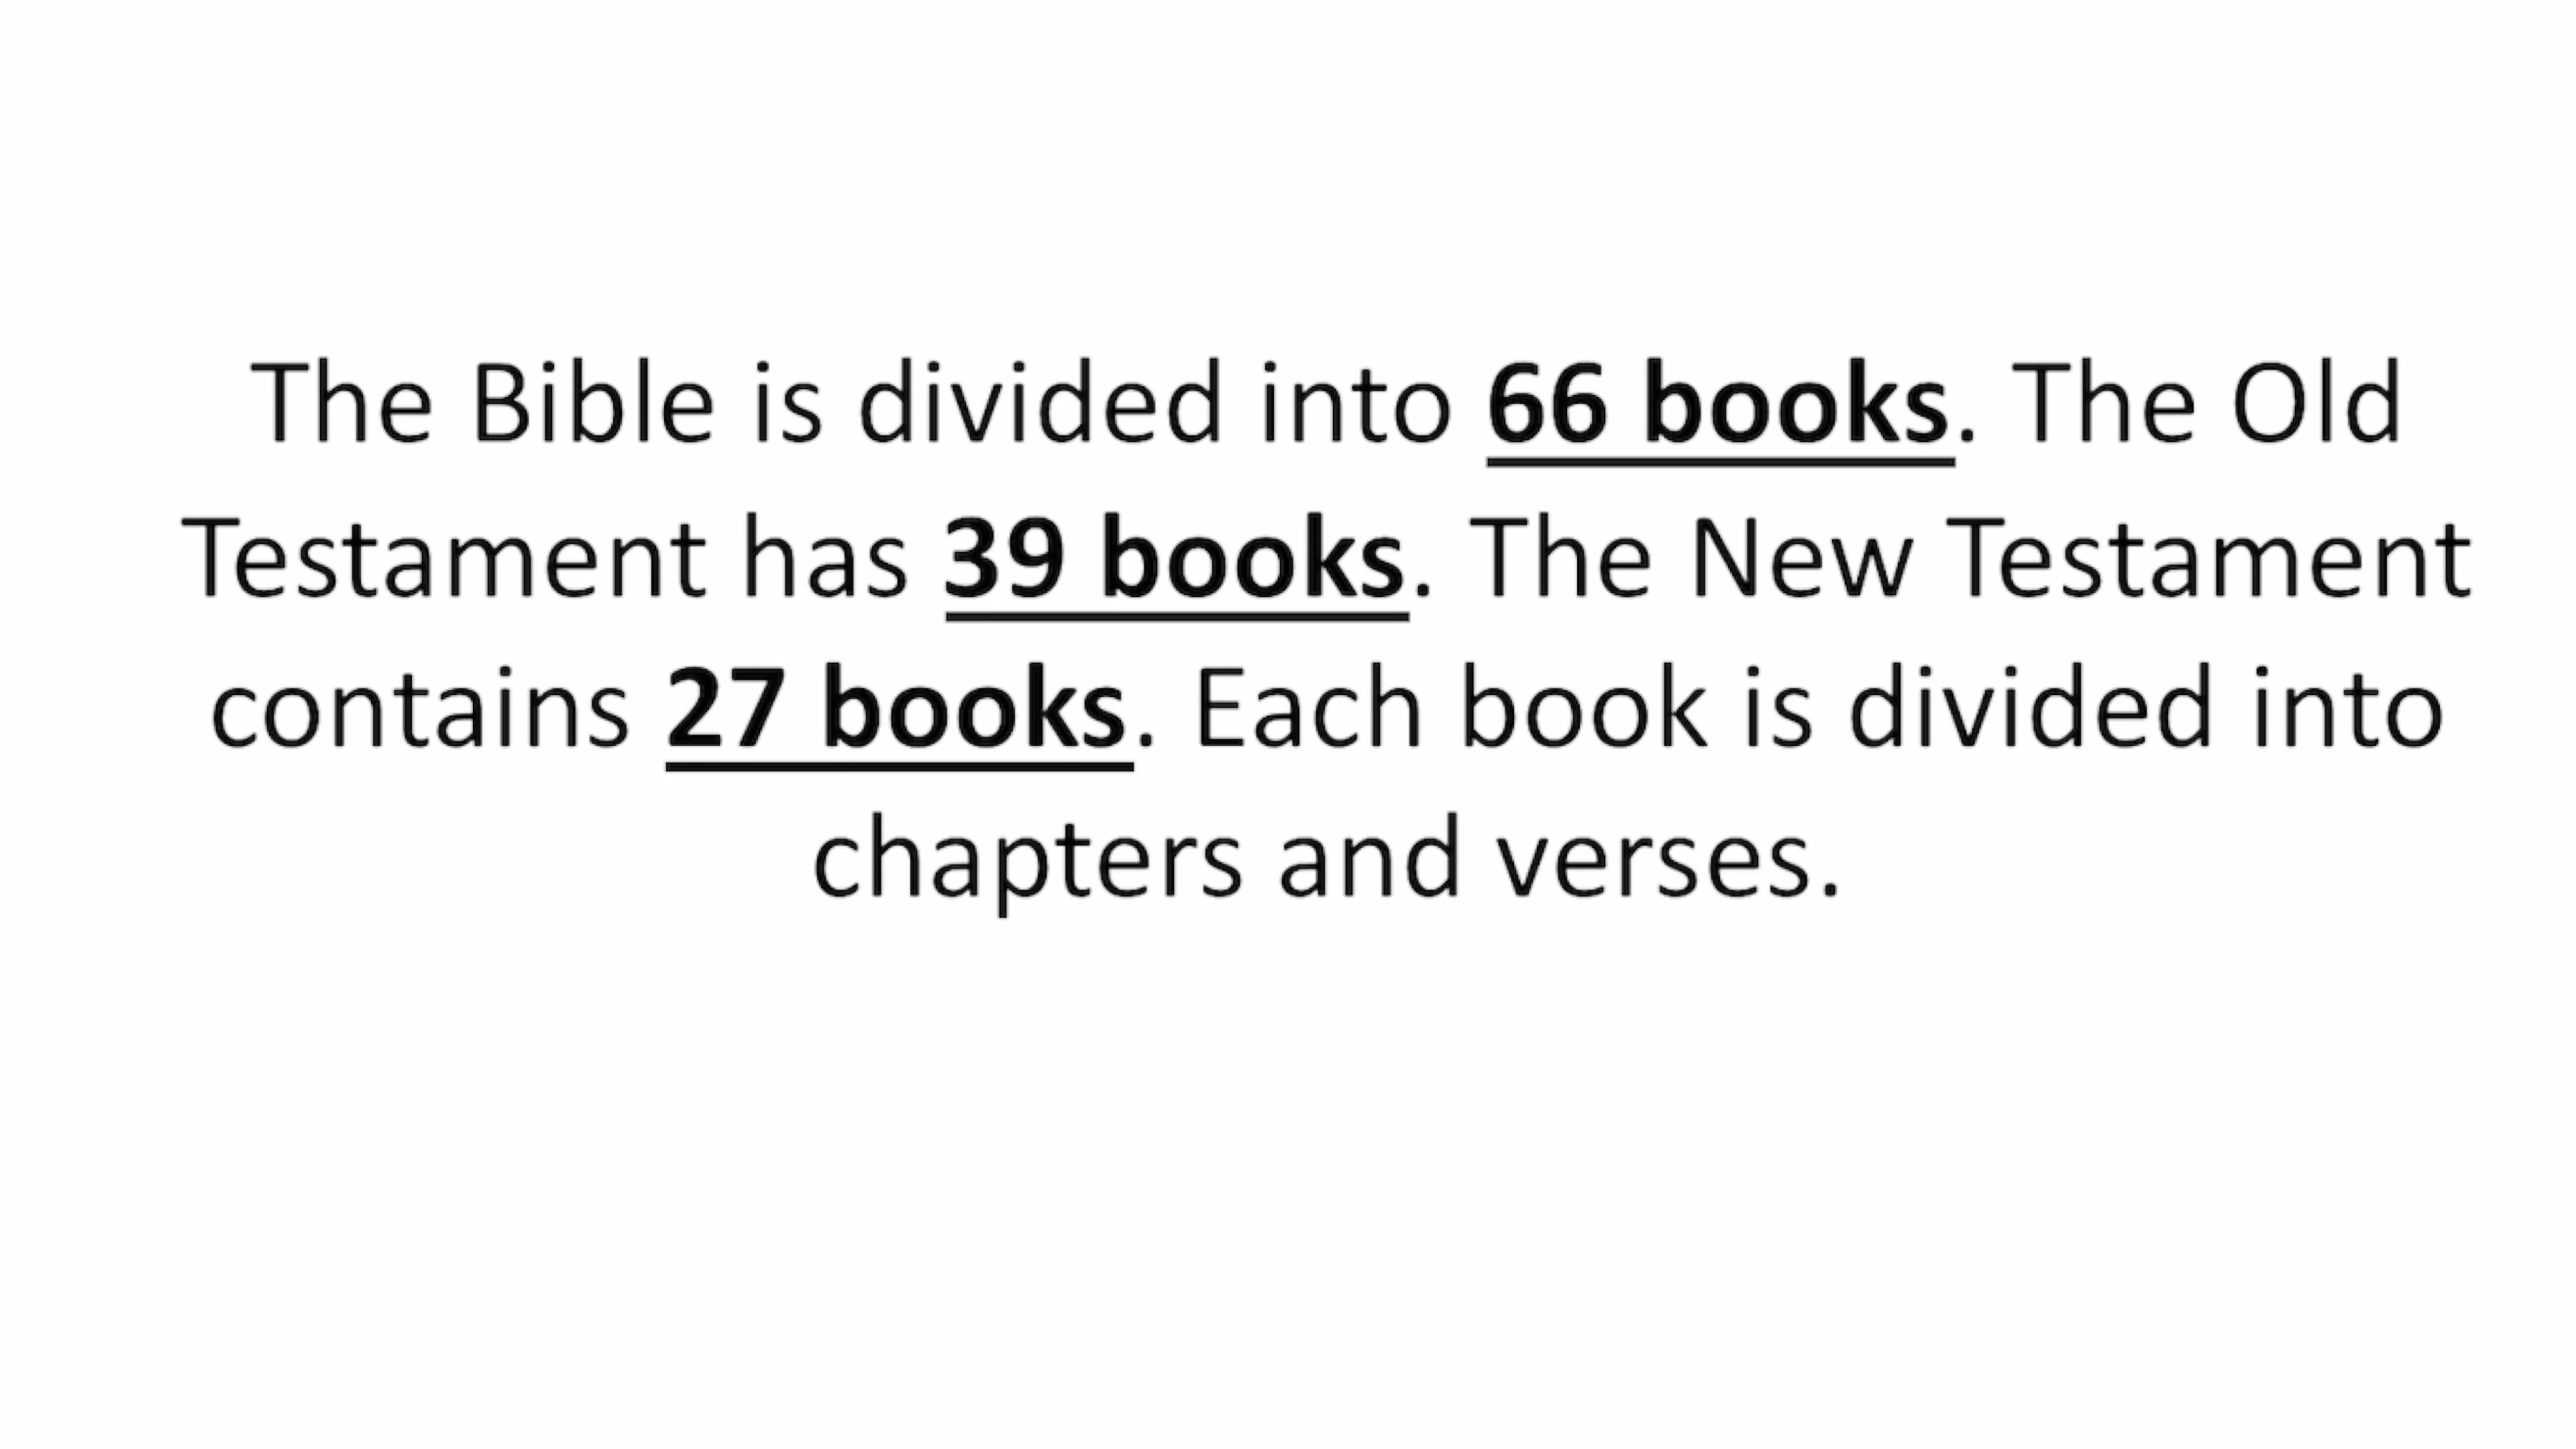 The Bible is divided into 66 books. The Old
Testament has 39 books. The New Testament
contains 27 books. Each book is divided into
chapters and verses.